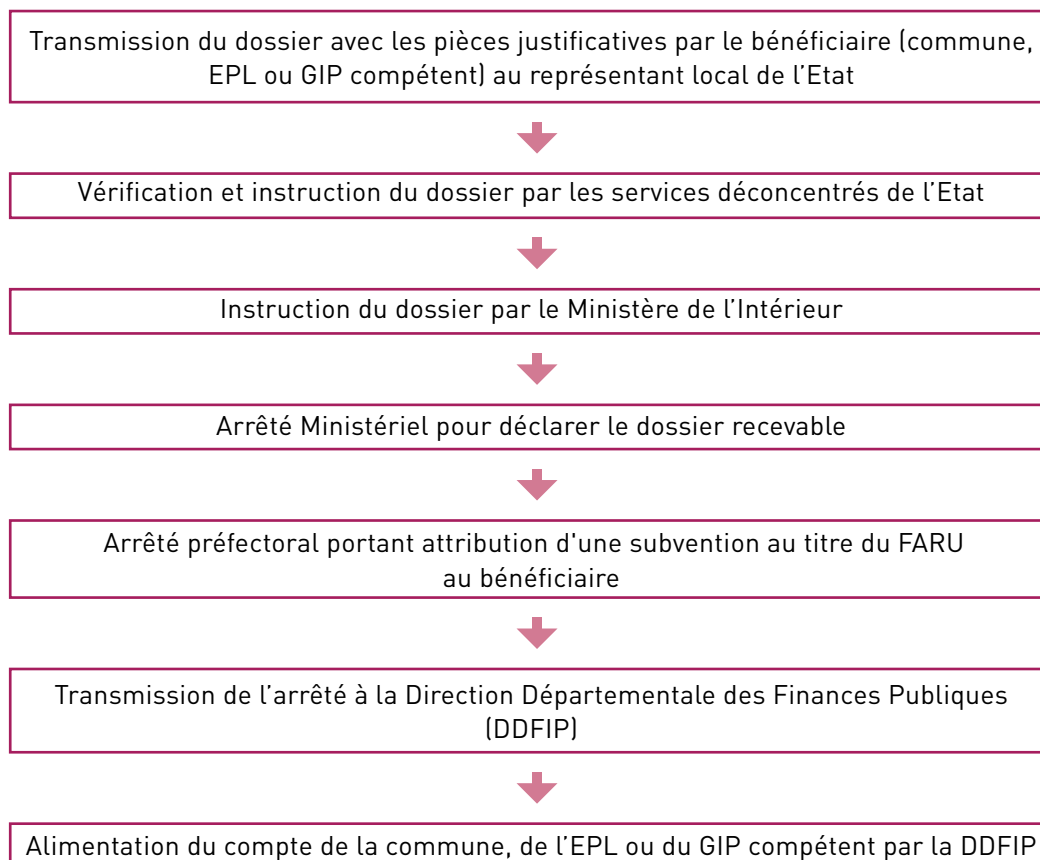 Transmission du dossier avec les pièces justificatives par le bénéficiaire (commune,
EPL ou GIP compétent) au représentant local de l’Etat
Vérification et instruction du dossier par les services déconcentrés de l’Etat
Instruction du dossier par le Ministère de l’Intérieur
Arrêté Ministériel pour déclarer le dossier recevable
Arrêté préfectoral portant attribution d'une subvention au titre du FARU
au bénéficiaire
Transmission de l’arrêté à la Direction Départementale des Finances Publiques
(DDFIP)
Alimentation du compte de la commune, de l’EPL ou du GIP compétent par la DDFIP